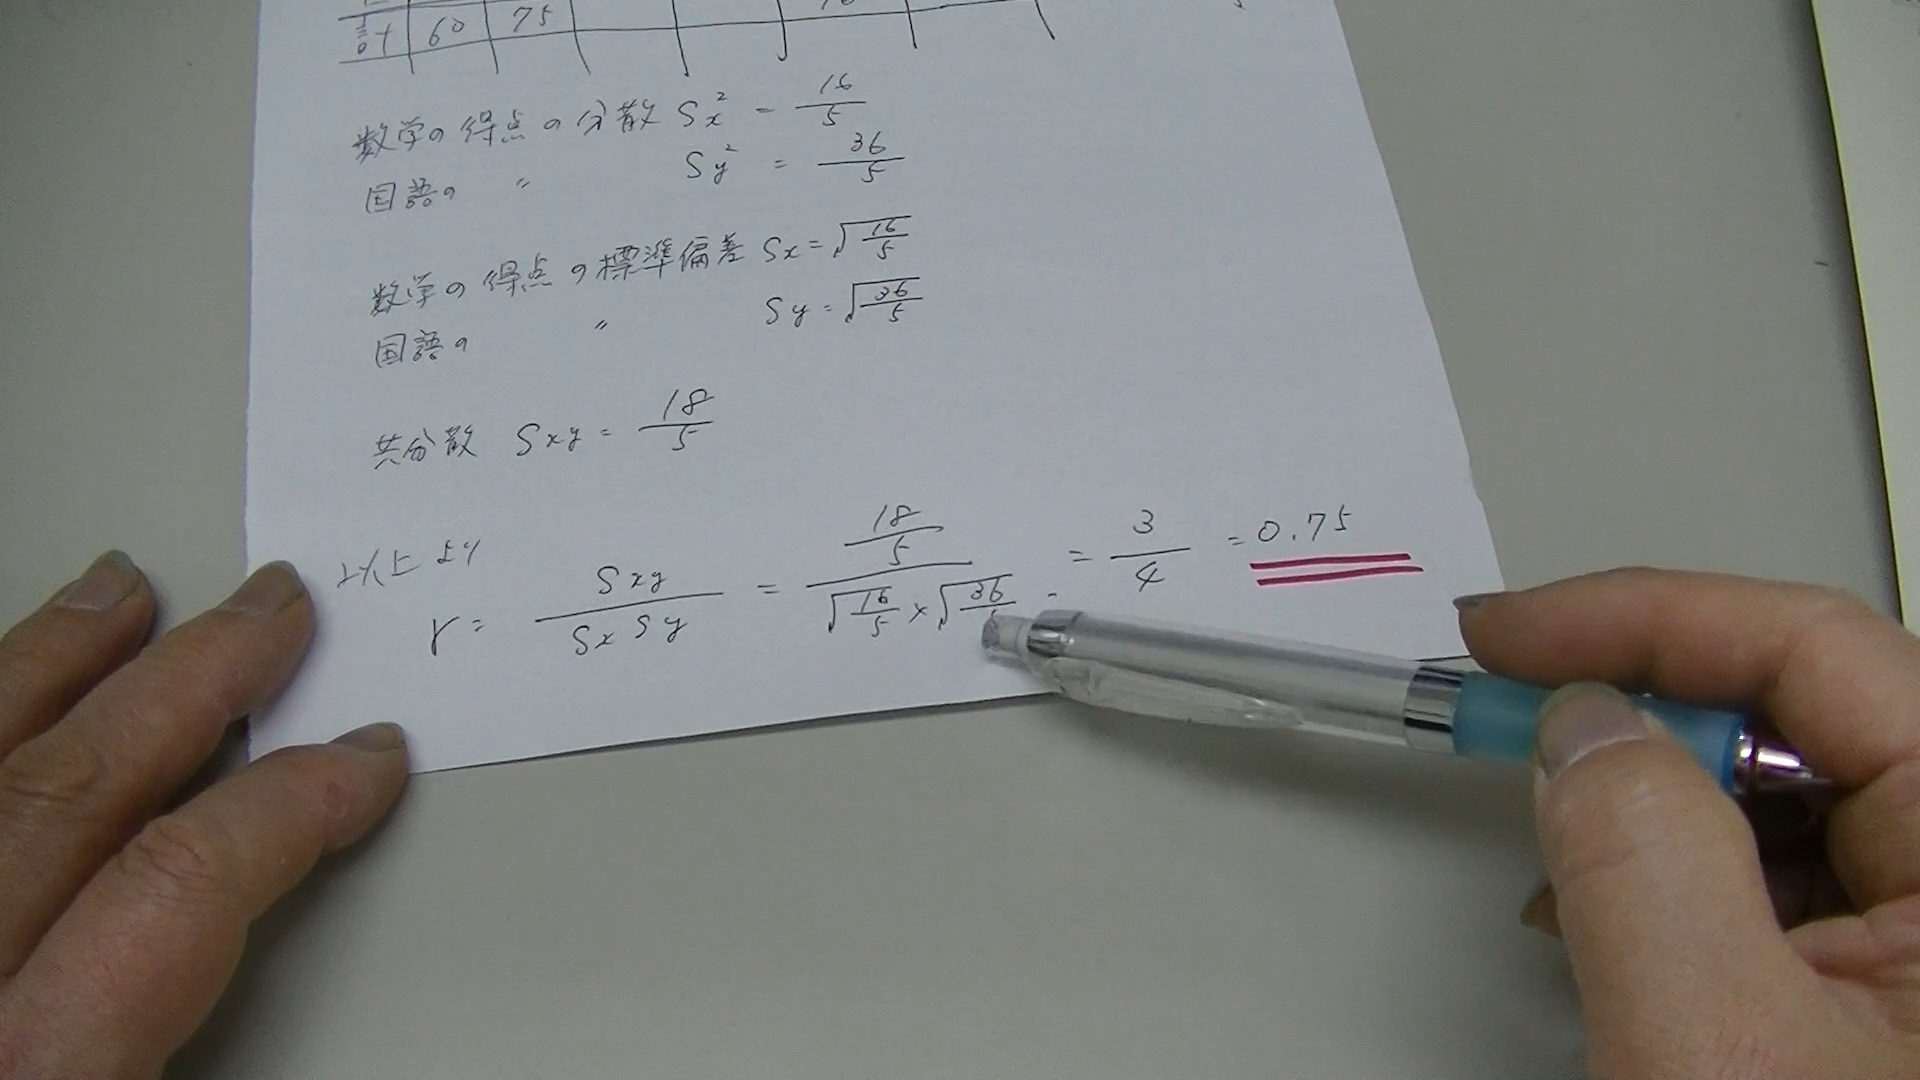 計 60 75
数学の得点の分散 Sx² = 16/5
国語の 〃 Sy² = 36/5
数学の得点の標準偏差 Sx = √(16/5)
国語の 〃 Sy = √(36/5)
共分散 Sxy = 18/5
以上より
r = Sxy/(Sx Sy) = (18/5)/(√(16/5) × √(36/5)) = 3/4 = 0.75